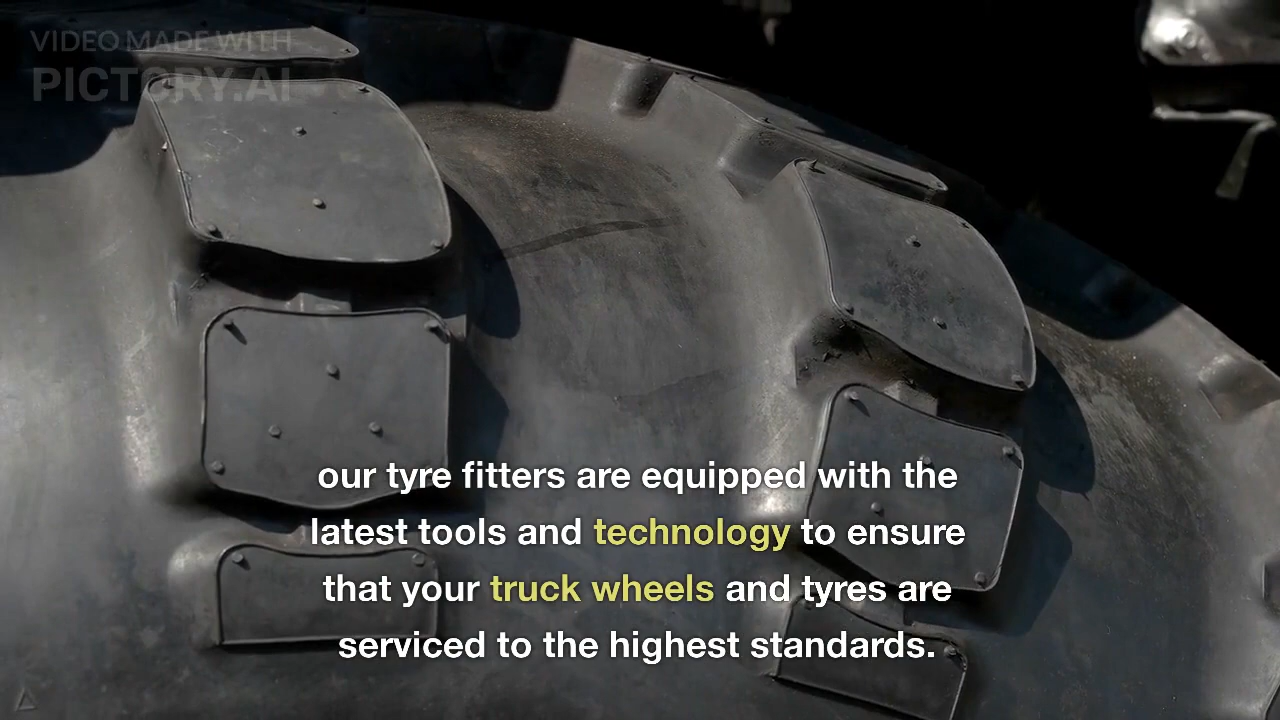 VIDEO MADE WITH
PICTORY.AI
our tyre fitters are equipped with the
latest tools and technology to ensure
that your truck wheels and tyres are
serviced to the highest standards.